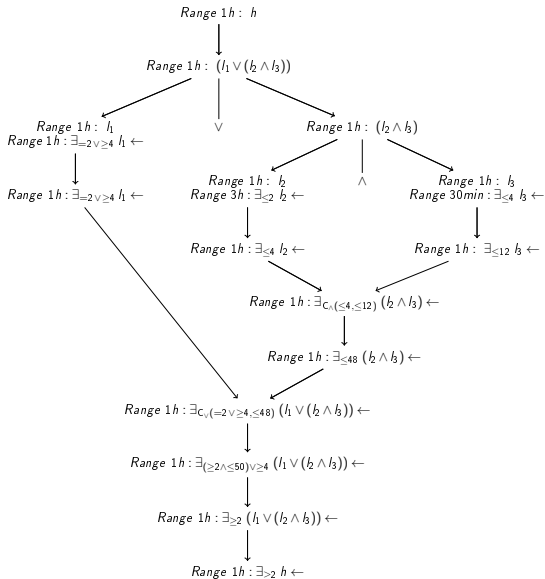 Range 1h : h
Range 1h : (l₁ ∨ (l₂ ∧ l₃))
Range 1h : l₁
Range 1h : ∃₌₂ ∨ ≥₄ l₁ ←
∨
Range 1h : (l₂ ∧ l₃)
Range 1h : ∃₌₂ ∨ ≥₄ l₁ ←
Range 1h : l₂
Range 3h : ∃≤₂ l₂ ←
∧
Range 1h : l₃
Range 30min : ∃≤₄ l₃ ←
Range 1h : ∃≤₄ l₂ ←
Range 1h : ∃≤₁₂ l₃ ←
Range 1h : ∃C∧(≤4,≤12) (l₂ ∧ l₃) ←
Range 1h : ∃≤₄₈ (l₂ ∧ l₃) ←
Range 1h : ∃C∨(=2 ∨ ≥4,≤48) (l₁ ∨ (l₂ ∧ l₃)) ←
Range 1h : ∃(≥2∧≤50)∨≥4 (l₁ ∨ (l₂ ∧ l₃)) ←
Range 1h : ∃≥₂ (l₁ ∨ (l₂ ∧ l₃)) ←
Range 1h : ∃>₂ h ←